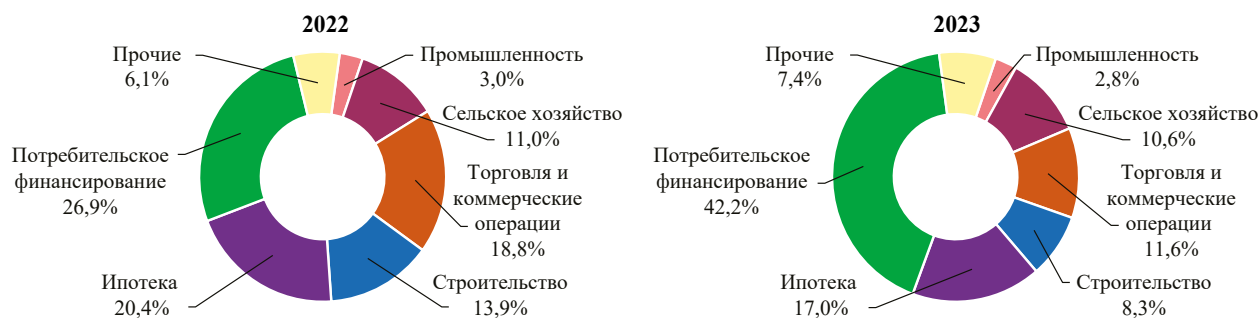 2022
Прочие
6,1%
Промышленность
3,0%
Сельское хозяйство
11,0%
Потребительское
финансирование
26,9%
Торговля и
коммерческие
операции
18,8%
Ипотека
20,4%
Строительство
13,9%
2023
Прочие
7,4%
Промышленность
2,8%
Сельское хозяйство
10,6%
Потребительское
финансирование
42,2%
Торговля и
коммерческие
операции
11,6%
Ипотека
17,0%
Строительство
8,3%